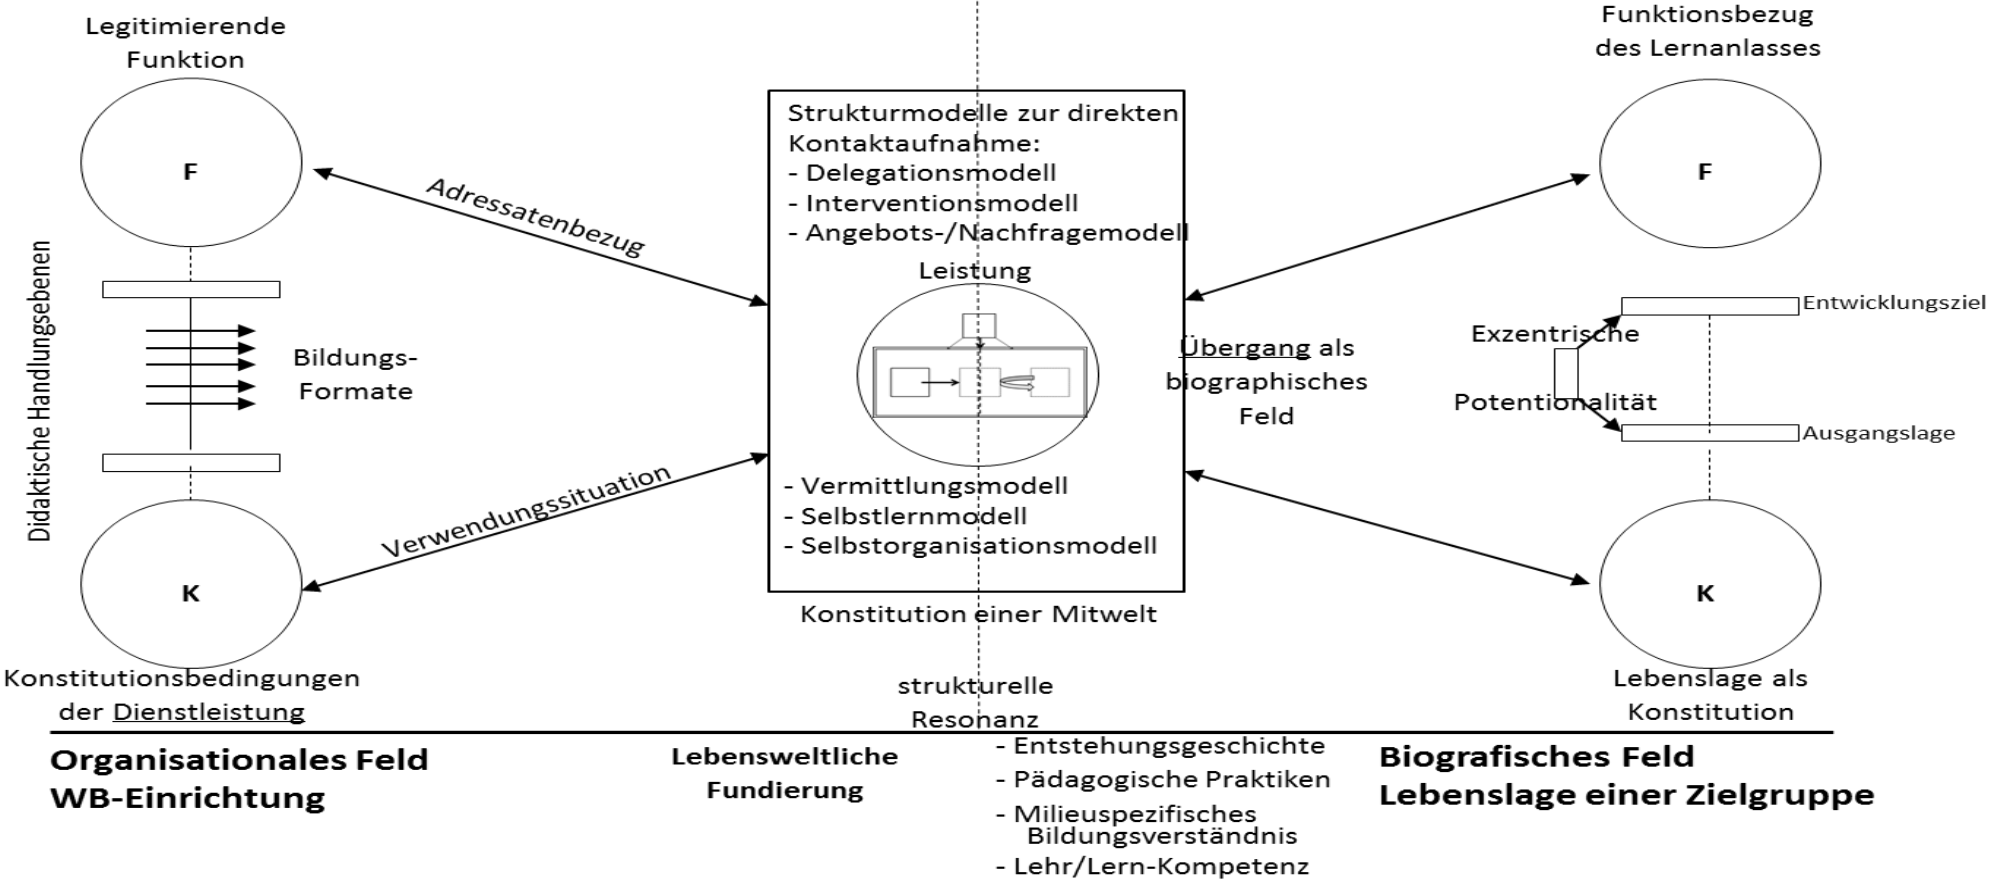 Legitimierende
Funktion
F
Didaktische Handlungsebenen
Bildungs-
Formate
K
Konstitutionsbedingungen
der Dienstleistung
Adressatenbezug
Verwendungssituation
Strukturmodelle zur direkten
Kontaktaufnahme:
- Delegationsmodell
- Interventionsmodell
- Angebots-/Nachfragemodell
Leistung
- Vermittlungsmodell
- Selbstlernmodell
- Selbstorganisationsmodell
Konstitution einer Mitwelt
strukturelle
Resonanz
Übergang als
biographisches
Feld
Funktionsbezug
des Lernanlasses
F
Entwicklungsziel
Exzentrische
Potentionalität
Ausgangslage
K
Lebenslage als
Konstitution
Organisationales Feld
WB-Einrichtung
Lebensweltliche
Fundierung
- Entstehungsgeschichte
- Pädagogische Praktiken
- Milieuspezifisches
Bildungsverständnis
- Lehr/Lern-Kompetenz
Biografisches Feld
Lebenslage einer Zielgruppe